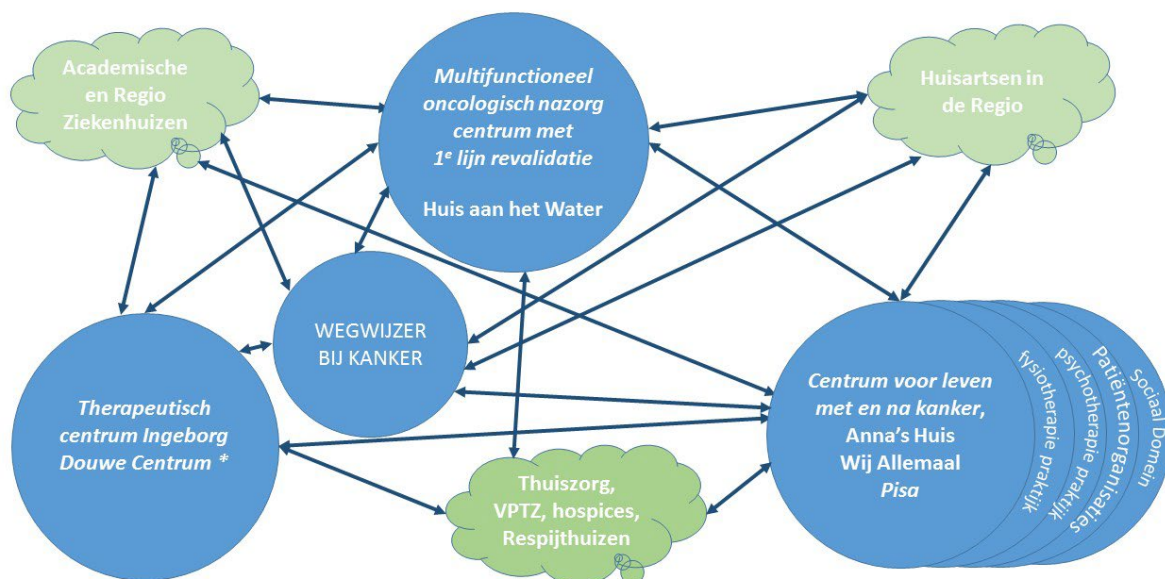 Academische
en Regio
Ziekenhuizen
Multifunctioneel
oncologisch nazorg
centrum met
1e lijn revalidatie
Huis aan het Water
Huisartsen in
de Regio
WEGWIJZER
BIJ KANKER
Therapeutisch
centrum Ingeborg
Douwe Centrum *
Thuiszorg,
VPTZ, hospices,
Respijthuizen
Centrum voor leven
met en na kanker,
Anna's Huis
Wij Allemaal
Pisa
fysiotherapie praktijk
psychotherapie praktijk
Patiëntenorganisaties
Sociaal Domein